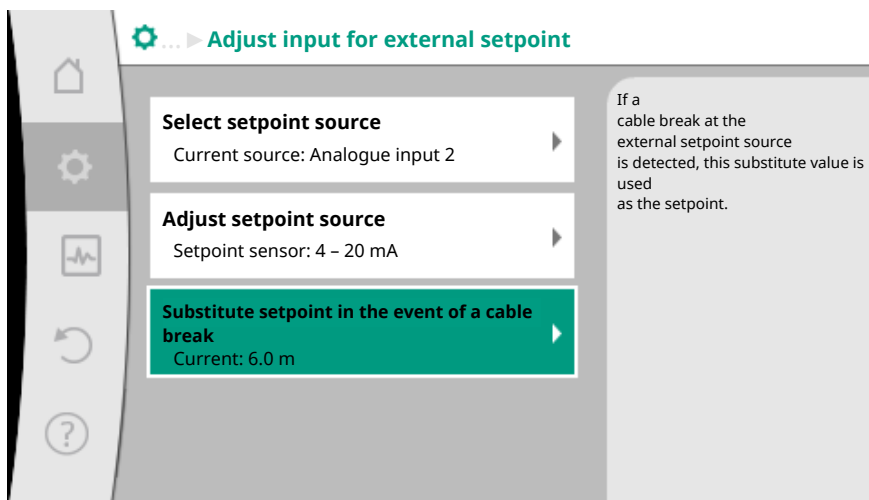 ... Adjust input for external setpoint
Select setpoint source
Current source: Analogue input 2
Adjust setpoint source
Setpoint sensor: 4 – 20 mA
Substitute setpoint in the event of a cable
break
Current: 6.0 m
If a
cable break at the
external setpoint source
is detected, this substitute value is
used
as the setpoint.
?